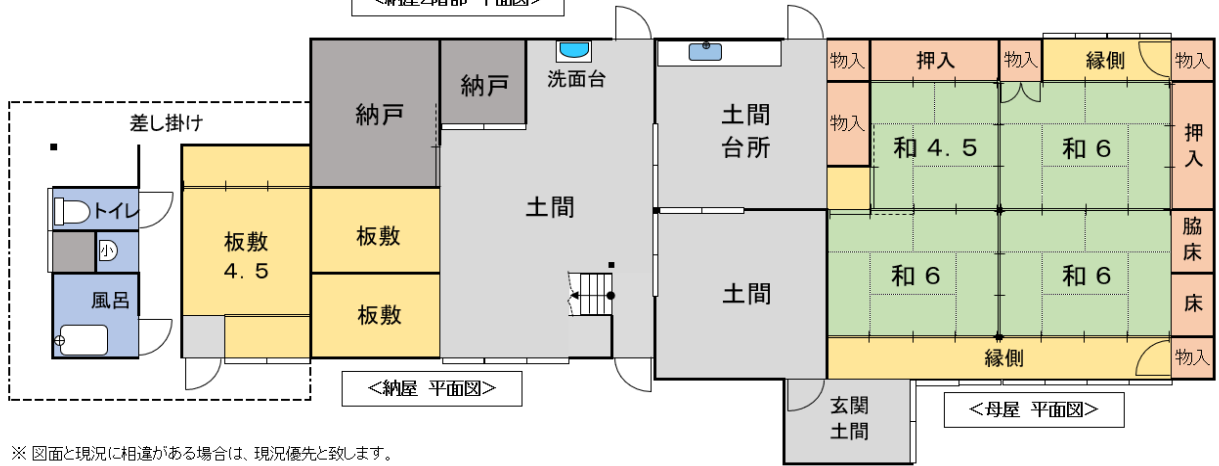 差し掛け
納戸
納戸
洗面台
土間
台所
物入
押入
物入
縁側
物入
物入
和4.5
和6
押入
トイレ
小
風呂
板敷
4.5
板敷
板敷
土間
土間
和6
和6
脇床
床
縁側
物入
玄関
土間
<納屋 平面図>
<母屋 平面図>
※ 図面と現況に相違がある場合は、現況優先と致します。